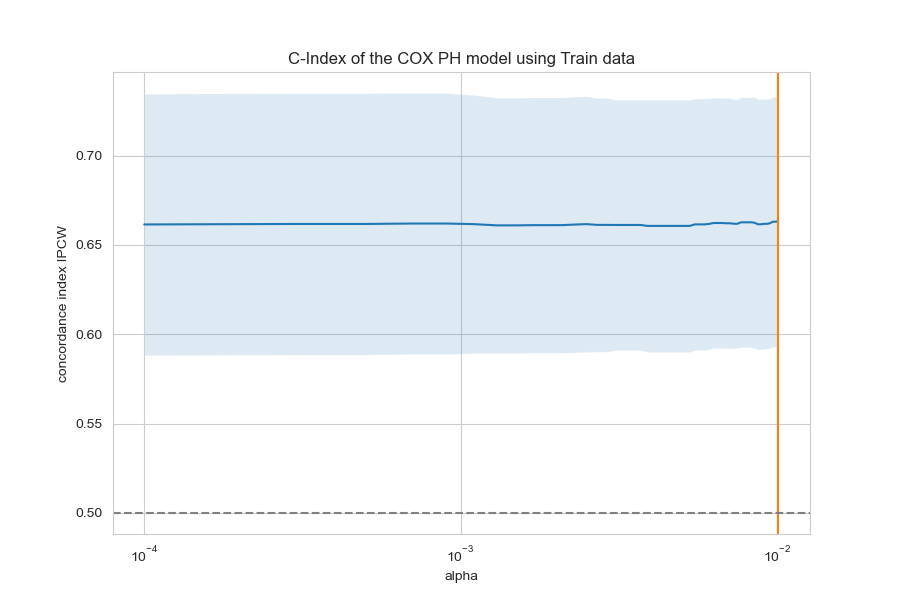 C-Index of the COX PH model using Train data
concordance index IPCW
0.70
0.65
0.60
0.55
0.50
10⁻⁴
10⁻³
10⁻²
alpha